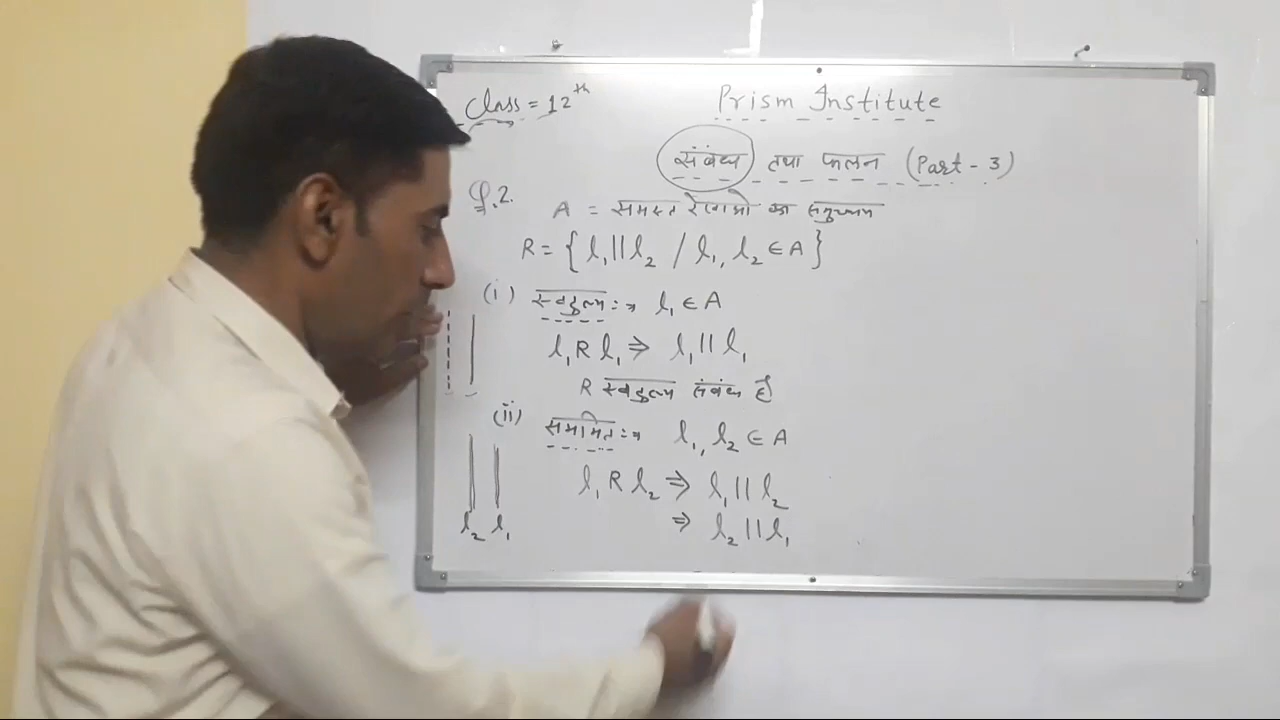 Class = 12th
Prism Institute
संबंध तथा फलन (Part - 3)
Q.2. A = समस्त रेखाओ का समुच्चय
R = { l₁ || l₂ / l₁, l₂ ∈ A }
(i) स्वतुल्य :→ l₁ ∈ A
l₁ R l₁ ⇒ l₁ || l₁
R स्वतुल्य संबंध है
(ii) सममित :→ l₁, l₂ ∈ A
l₁ R l₂ ⇒ l₁ || l₂
⇒ l₂ || l₁
l₂ l₁